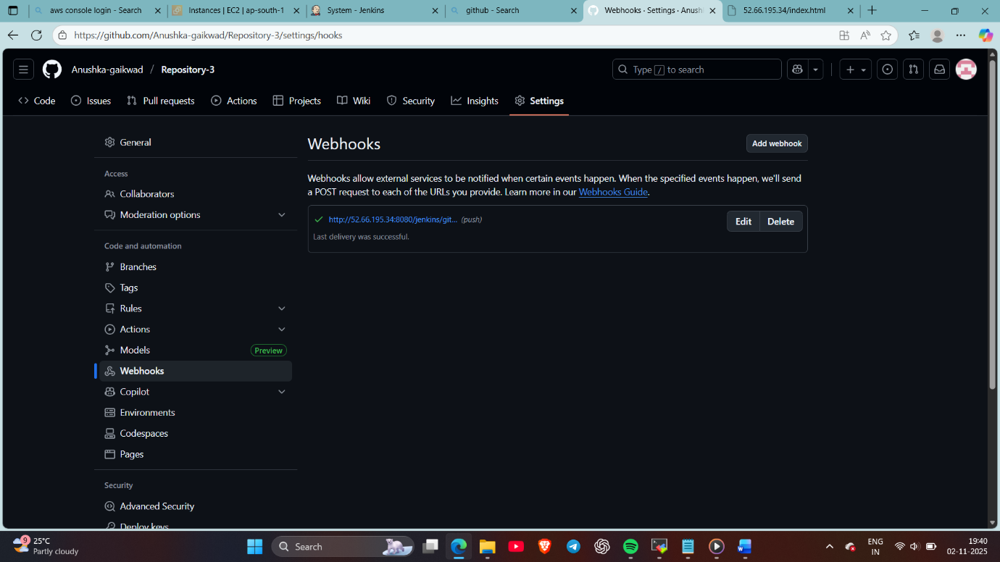 aws console login - Search
Instances | EC2 | ap-south-1
System - Jenkins
github - Search
Webhooks · Settings · Anush
52.66.195.34/index.html
https://github.com/Anushka-gaikwad/Repository-3/settings/hooks
Anushka-gaikwad / Repository-3
Type / to search
Code
Issues
Pull requests
Actions
Projects
Wiki
Security
Insights
Settings
General
Access
Collaborators
Moderation options
Code and automation
Branches
Tags
Rules
Actions
Models
Preview
Webhooks
Copilot
Environments
Codespaces
Pages
Security
Advanced Security
Deploy keys
Webhooks
Add webhook
Webhooks allow external services to be notified when certain events happen. When the specified events happen, we'll send
a POST request to each of the URLs you provide. Learn more in our Webhooks Guide.
http://52.66.195.34:8080/jenkins/git... (push)
Edit
Delete
Last delivery was successful.
9
25°C
Partly cloudy
Search
ENG
IN
19:40
02-11-2025